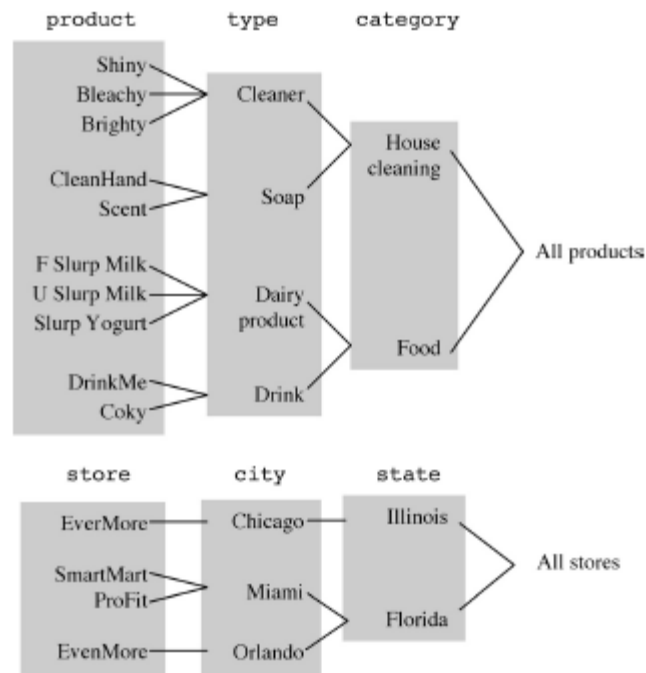 product type category
Shiny
Bleachy Cleaner
Brighty
House
cleaning
CleanHand
Scent Soap
All products
F Slurp Milk
U Slurp Milk Dairy
Slurp Yogurt product
Food
DrinkMe
Coky Drink
store city state
EverMore Chicago Illinois
SmartMart
ProFit Miami
All stores
Florida
EvenMore Orlando